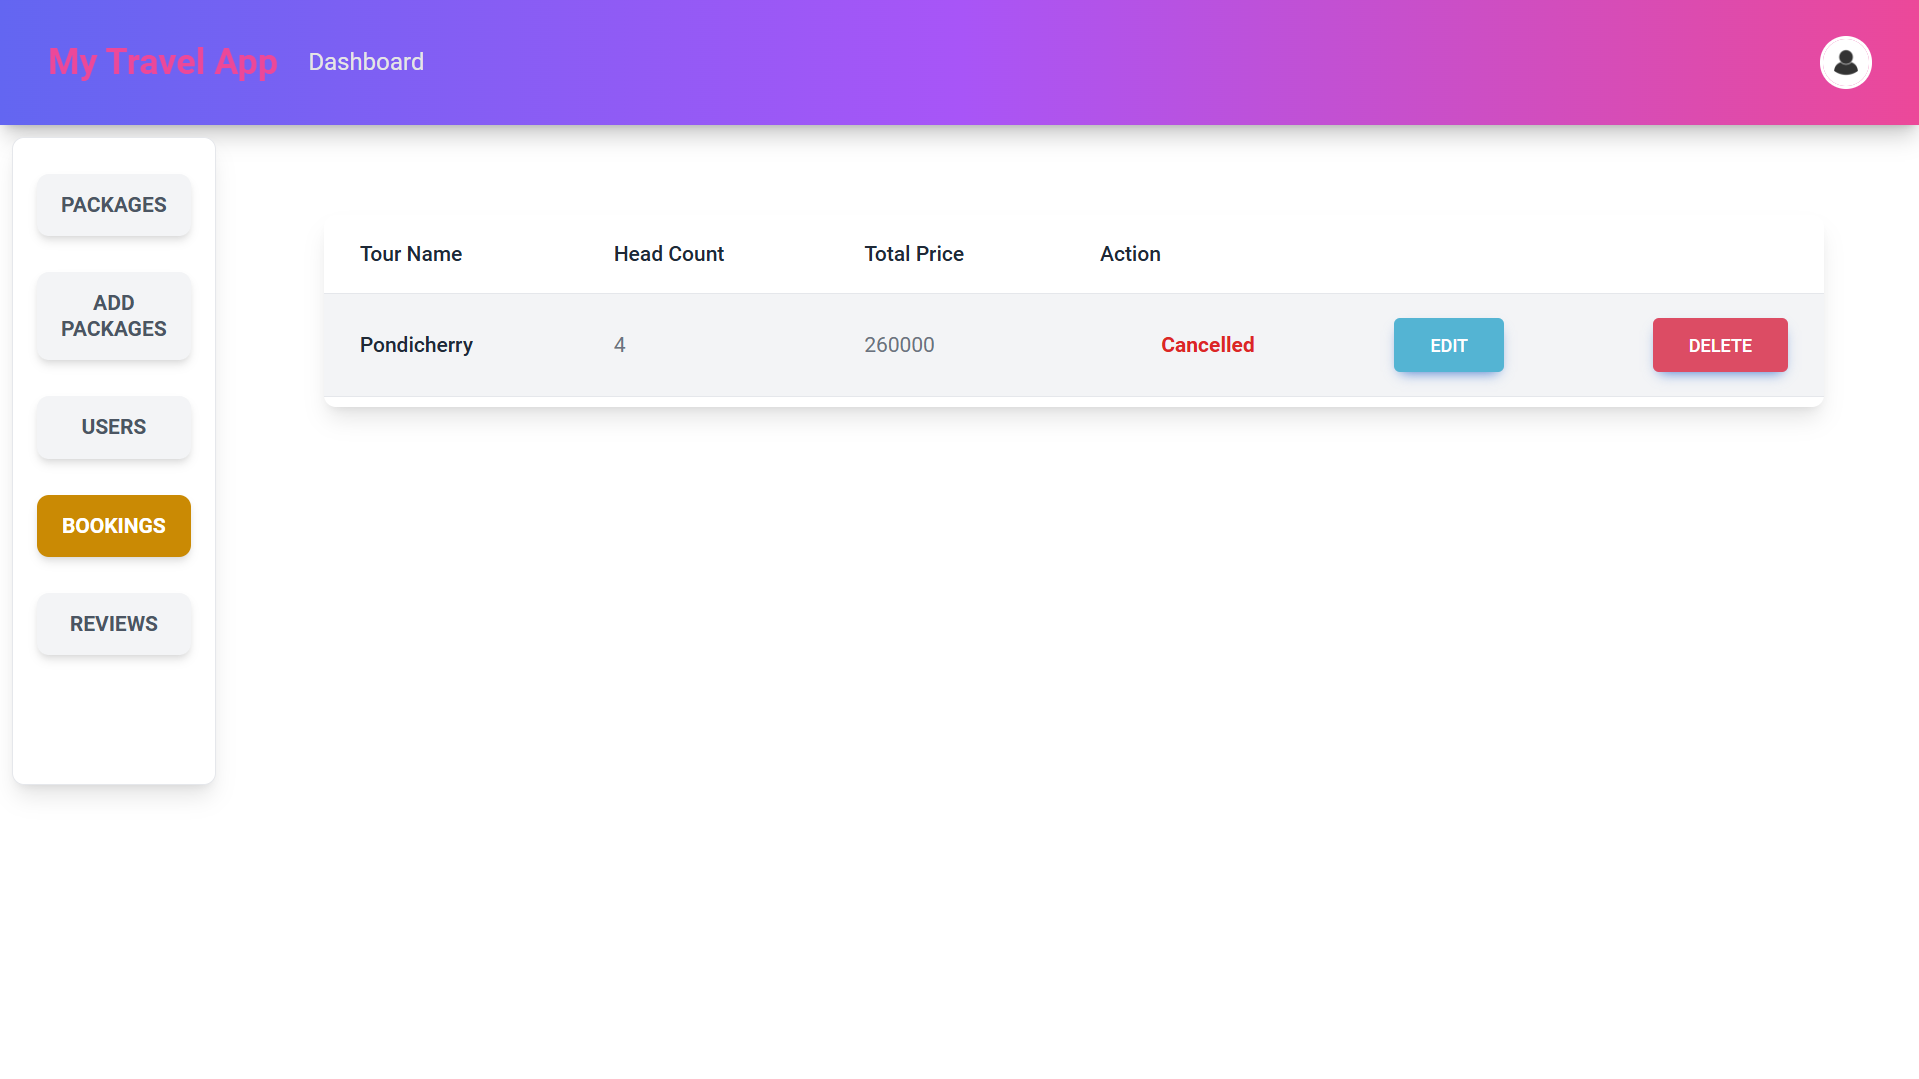 My Travel App Dashboard
PACKAGES
ADD
PACKAGES
USERS
BOOKINGS
REVIEWS
Tour Name Head Count Total Price Action
Pondicherry 4 260000 Cancelled EDIT DELETE